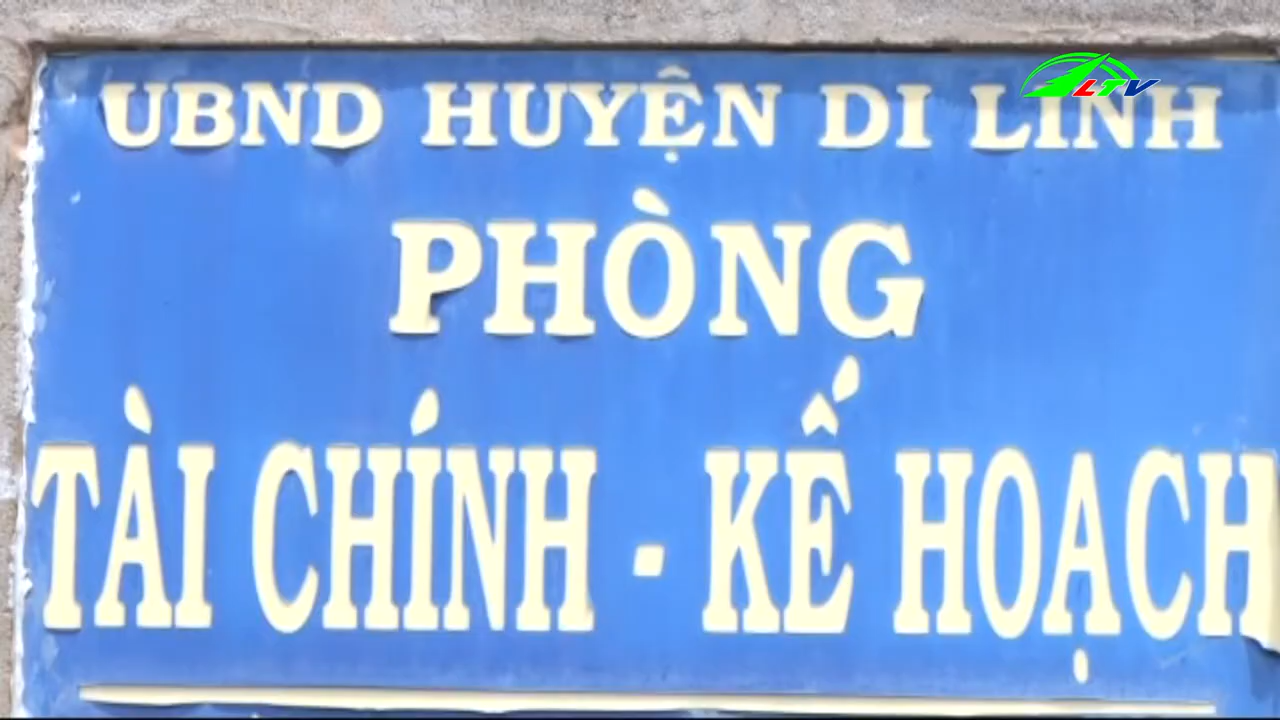 LTV
UBND HUYỆN DI LINH
PHÒNG
TÀI CHÍNH - KẾ HOẠCH